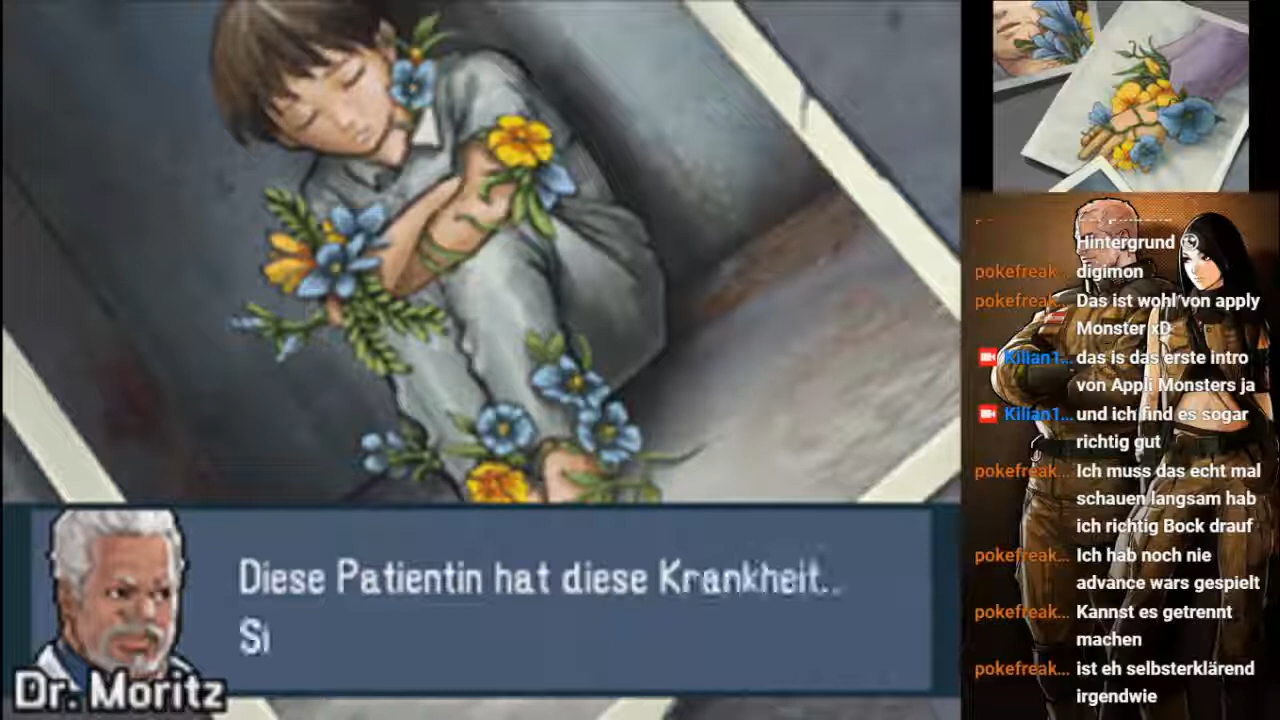 Diese Patientin hat diese Krankheit..
Si
Dr. Moritz
Hintergrund
pokefreak... digimon
pokefreak... Das ist wohl von apply
Monster xD
Kilian1... das is das erste intro
von Appli Monsters ja
Kilian1... und ich find es sogar
richtig gut
pokefreak... Ich muss das echt mal
schauen langsam hab
ich richtig Bock drauf
pokefreak... Ich hab noch nie
advance wars gespielt
pokefreak... Kannst es getrennt
machen
pokefreak... ist eh selbsterklärend
irgendwie